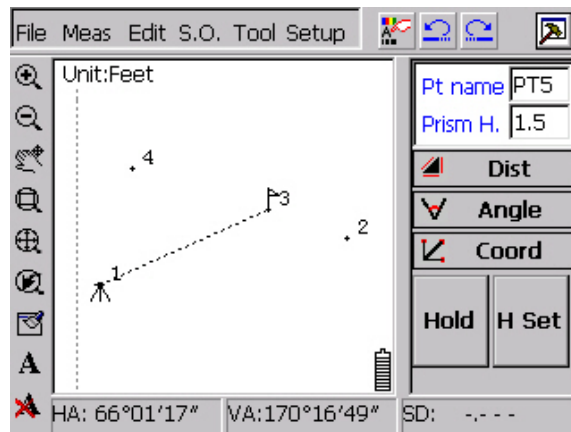 File Meas Edit S.O. Tool Setup
Unit:Feet
4
3
2
1
Pt name PT5
Prism H. 1.5
Dist
Angle
Coord
Hold H Set
A
A
HA: 66°01'17" VA:170°16'49" SD: -.- - -